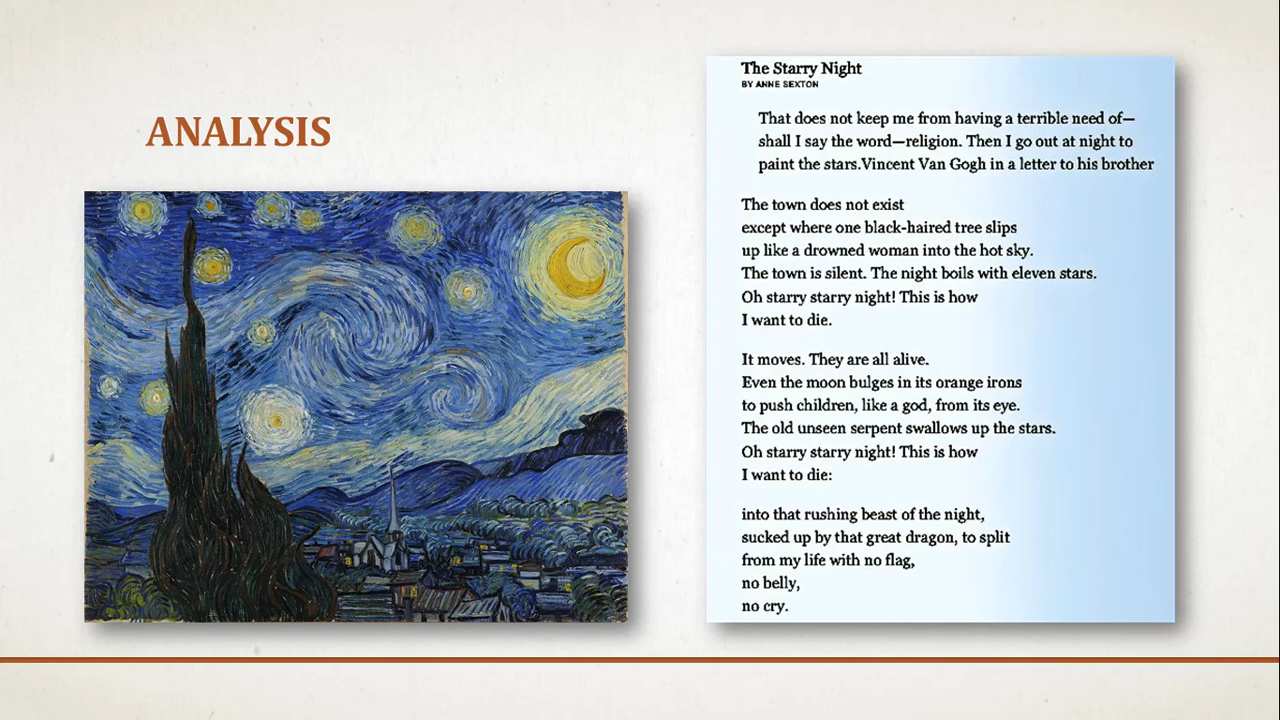 ANALYSIS
The Starry Night
BY ANNE SEXTON
That does not keep me from having a terrible need of—
shall I say the word—religion. Then I go out at night to
paint the stars.Vincent Van Gogh in a letter to his brother
The town does not exist
except where one black-haired tree slips
up like a drowned woman into the hot sky.
The town is silent. The night boils with eleven stars.
Oh starry starry night! This is how
I want to die.
It moves. They are all alive.
Even the moon bulges in its orange irons
to push children, like a god, from its eye.
The old unseen serpent swallows up the stars.
Oh starry starry night! This is how
I want to die:
into that rushing beast of the night,
sucked up by that great dragon, to split
from my life with no flag,
no belly,
no cry.